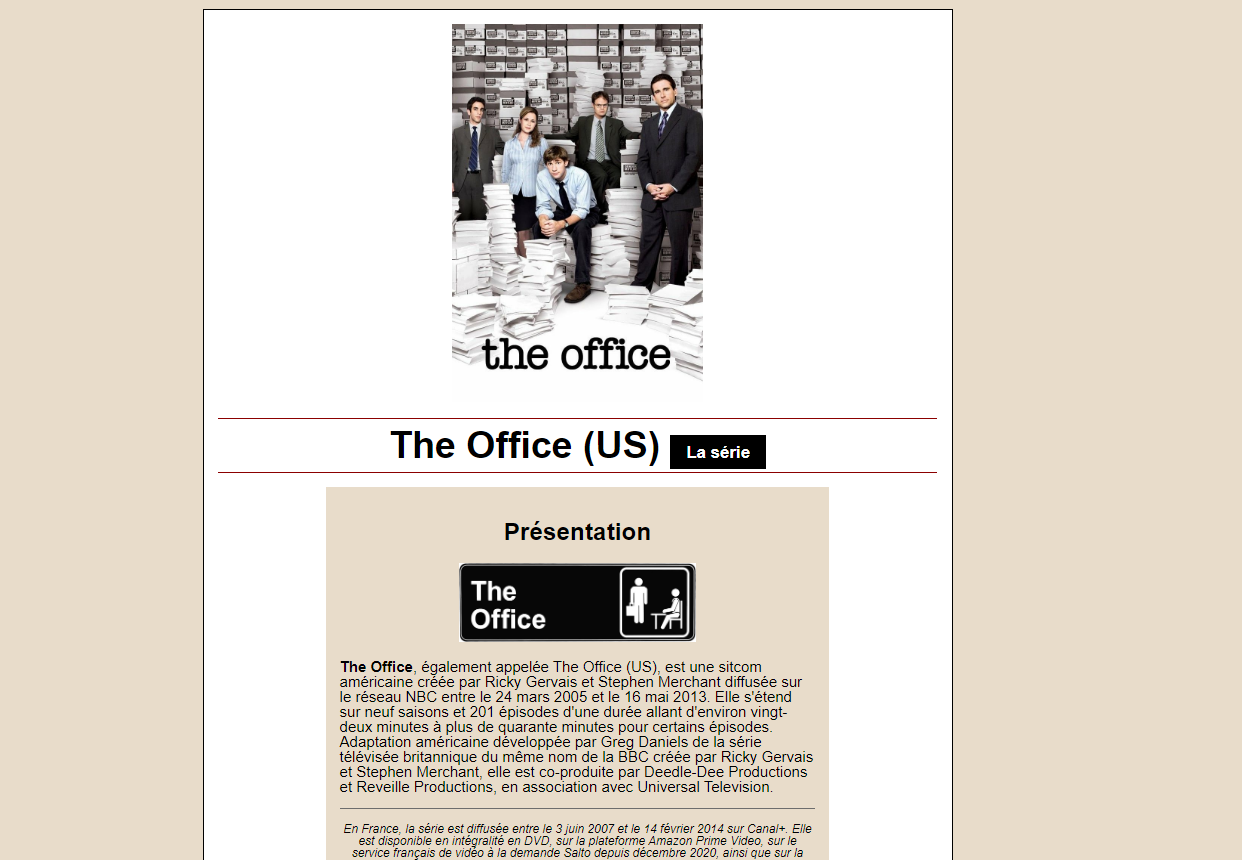 the office
The Office (US) La série
Présentation
The
Office
The Office, également appelée The Office (US), est une sitcom
américaine créée par Ricky Gervais et Stephen Merchant diffusée sur
le réseau NBC entre le 24 mars 2005 et le 16 mai 2013. Elle s'étend
sur neuf saisons et 201 épisodes d'une durée allant d'environ vingt-
deux minutes à plus de quarante minutes pour certains épisodes.
Adaptation américaine développée par Greg Daniels de la série
télévisée britannique du même nom de la BBC créée par Ricky Gervais
et Stephen Merchant, elle est co-produite par Deedle-Dee Productions
et Reveille Productions, en association avec Universal Television.
En France, la série est diffusée entre le 3 juin 2007 et le 14 février 2014 sur Canal+. Elle
est disponible en intégralité en DVD, sur la plateforme Amazon Prime Video, sur le
service français de vidéo à la demande Salto depuis décembre 2020, ainsi que sur la